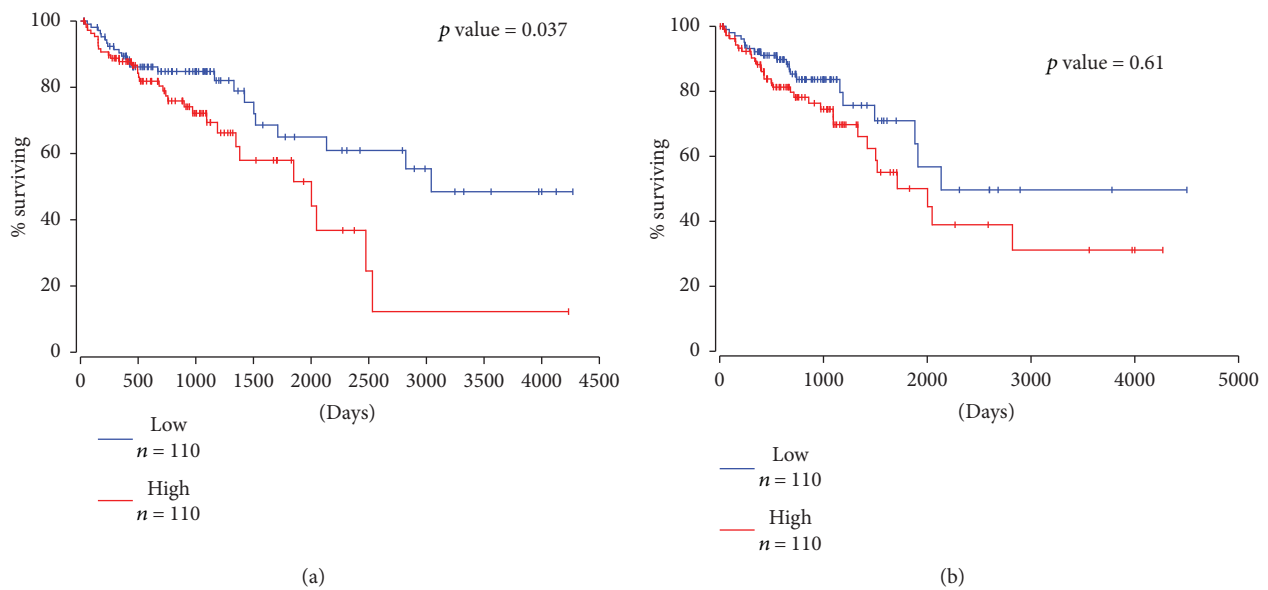 100
80
60
40
20
0
% surviving
p value = 0.037
0 500 1000 1500 2000 2500 3000 3500 4000 4500
(Days)
Low
n = 110
High
n = 110
(a)
100
80
60
40
20
0
% surviving
p value = 0.61
0 1000 2000 3000 4000 5000
(Days)
Low
n = 110
High
n = 110
(b)